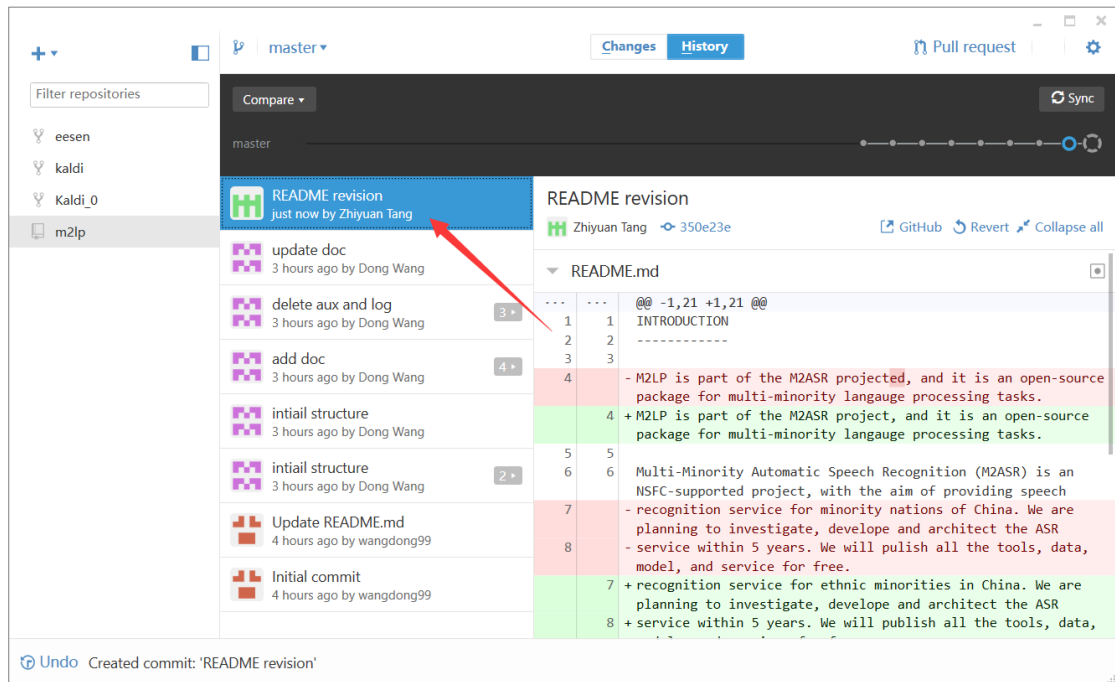 master
Changes
History
Pull request
Filter repositories
eesen
kaldi
Kaldi_0
m2lp
Compare
Sync
master
README revision
just now by Zhiyuan Tang
update doc
3 hours ago by Dong Wang
delete aux and log
3 hours ago by Dong Wang
3
add doc
3 hours ago by Dong Wang
4
intiail structure
3 hours ago by Dong Wang
intiail structure
3 hours ago by Dong Wang
2
Update README.md
4 hours ago by wangdong99
Initial commit
4 hours ago by wangdong99
README revision
Zhiyuan Tang 350e23e GitHub Revert Collapse all
README.md
... ... @@ -1,21 +1,21 @@
1 1 INTRODUCTION
2 2 ------------
3 3
4 - M2LP is part of the M2ASR projected, and it is an open-source
package for multi-minority langauge processing tasks.
4 + M2LP is part of the M2ASR project, and it is an open-source
package for multi-minority langauge processing tasks.
5 5
6 6 Multi-Minority Automatic Speech Recognition (M2ASR) is an
NSFC-supported project, with the aim of providing speech
7 - recognition service for minority nations of China. We are
planning to investigate, develope and architect the ASR
8 - service within 5 years. We will pulish all the tools, data,
model, and service for free.
7 + recognition service for ethnic minorities in China. We are
planning to investigate, develope and architect the ASR
8 + service within 5 years. We will publish all the tools, data,
Undo Created commit: 'README revision'